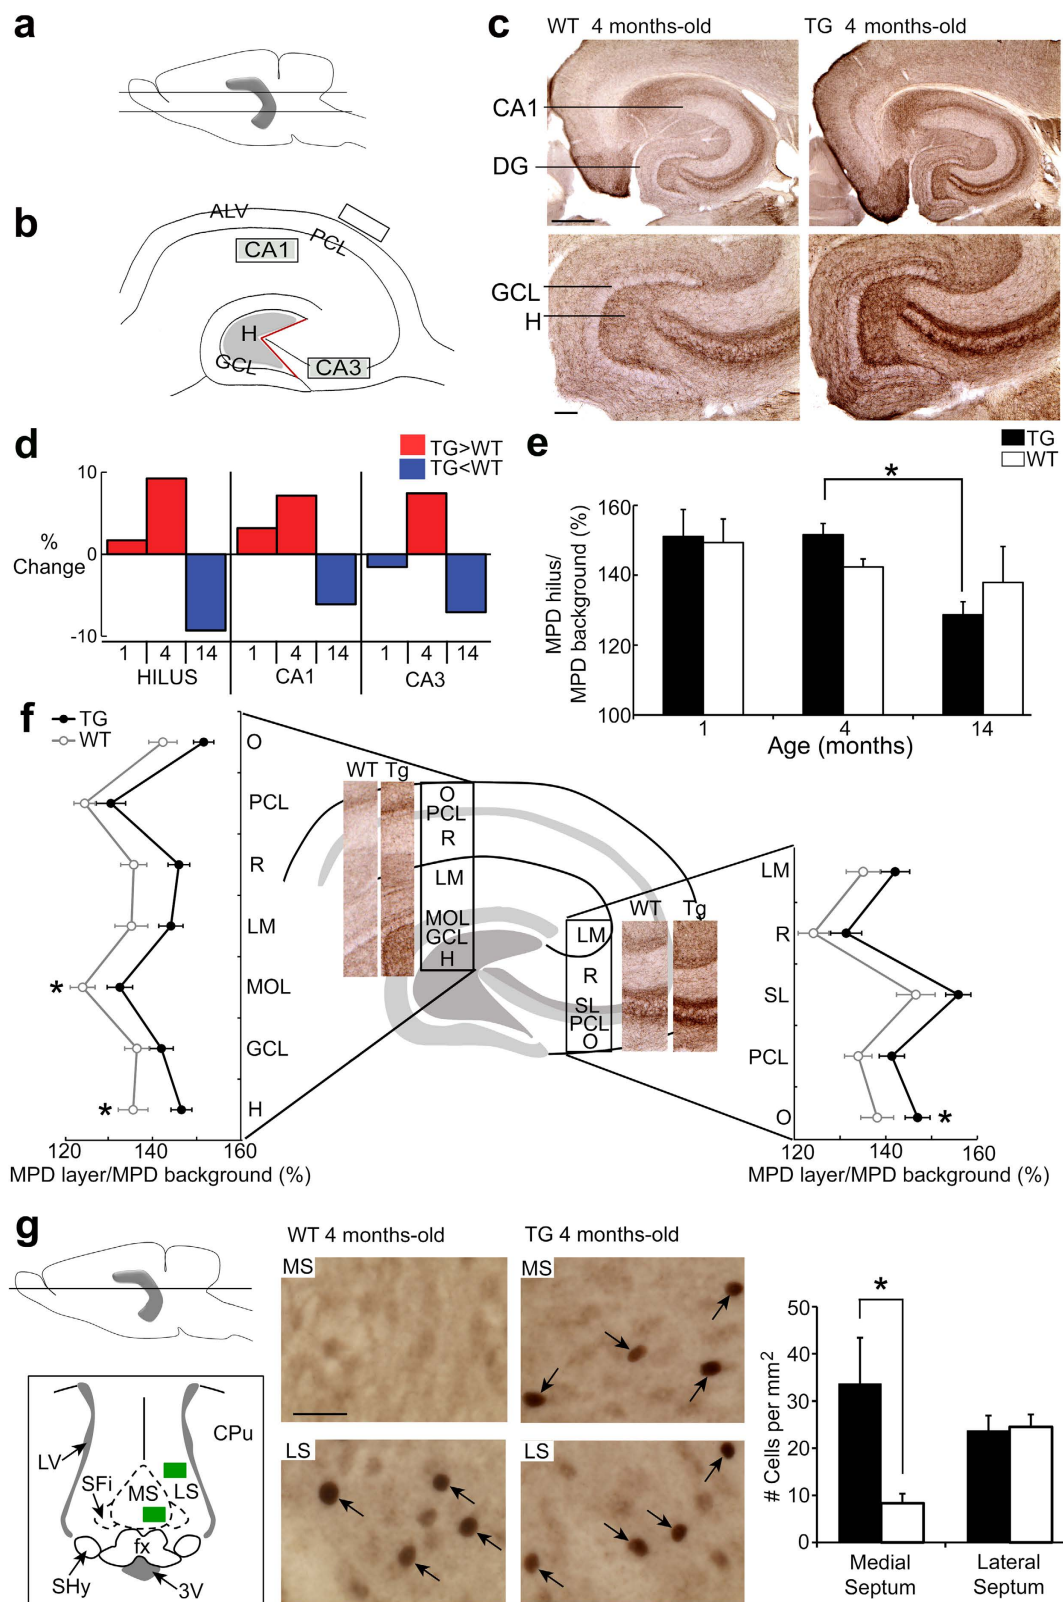 a
b
ALV
PCL
CA1
H
GCL
CA3
c
WT 4 months-old
TG 4 months-old
CA1
DG
GCL
H
d
TG>WT
TG<WT
10
% Change
0
-10
1 4 14 1 4 14 1 4 14
HILUS CA1 CA3
e
TG
WT
*
MPD hilus/
MPD background (%)
160
140
120
100
1 4 14
Age (months)
f
TG
WT
O
PCL
R
LM
* MOL
GCL
* H
120 140 160
MPD layer/MPD background (%)
WT Tg
O
PCL
R
LM
MOL
GCL
H
LM
R
SL
PCL
O
WT Tg
LM
R
SL
PCL
O *
120 140 160
MPD layer/MPD background (%)
g
LV
CPu
SFi
MS
LS
fx
SHy
3V
WT 4 months-old
TG 4 months-old
MS
MS
LS
LS
*
# Cells per mm2
50
40
30
20
10
0
Medial Septum
Lateral Septum